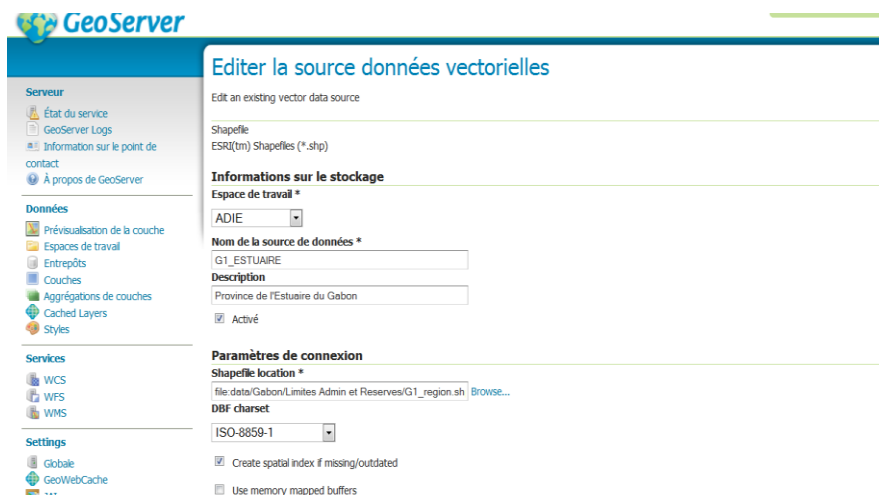 GeoServer
Editer la source données vectorielles
Edit an existing vector data source
Shapefile
ESRI(tm) Shapefiles (*.shp)
Informations sur le stockage
Espace de travail *
ADIE
Nom de la source de données *
G1_ESTUAIRE
Description
Province de l'Estuaire du Gabon
Activé
Paramètres de connexion
Shapefile location *
file:data/Gabon/Limites Admin et Reserves/G1_region.sh Browse...
DBF charset
ISO-8859-1
Create spatial index if missing/outdated
Use memory mapped buffers
Serveur
État du service
GeoServer Logs
Information sur le point de
contact
À propos de GeoServer
Données
Prévisualisation de la couche
Espaces de travail
Entrepôts
Couches
Aggrégations de couches
Cached Layers
Styles
Services
WCS
WFS
WMS
Settings
Globale
GeoWebCache